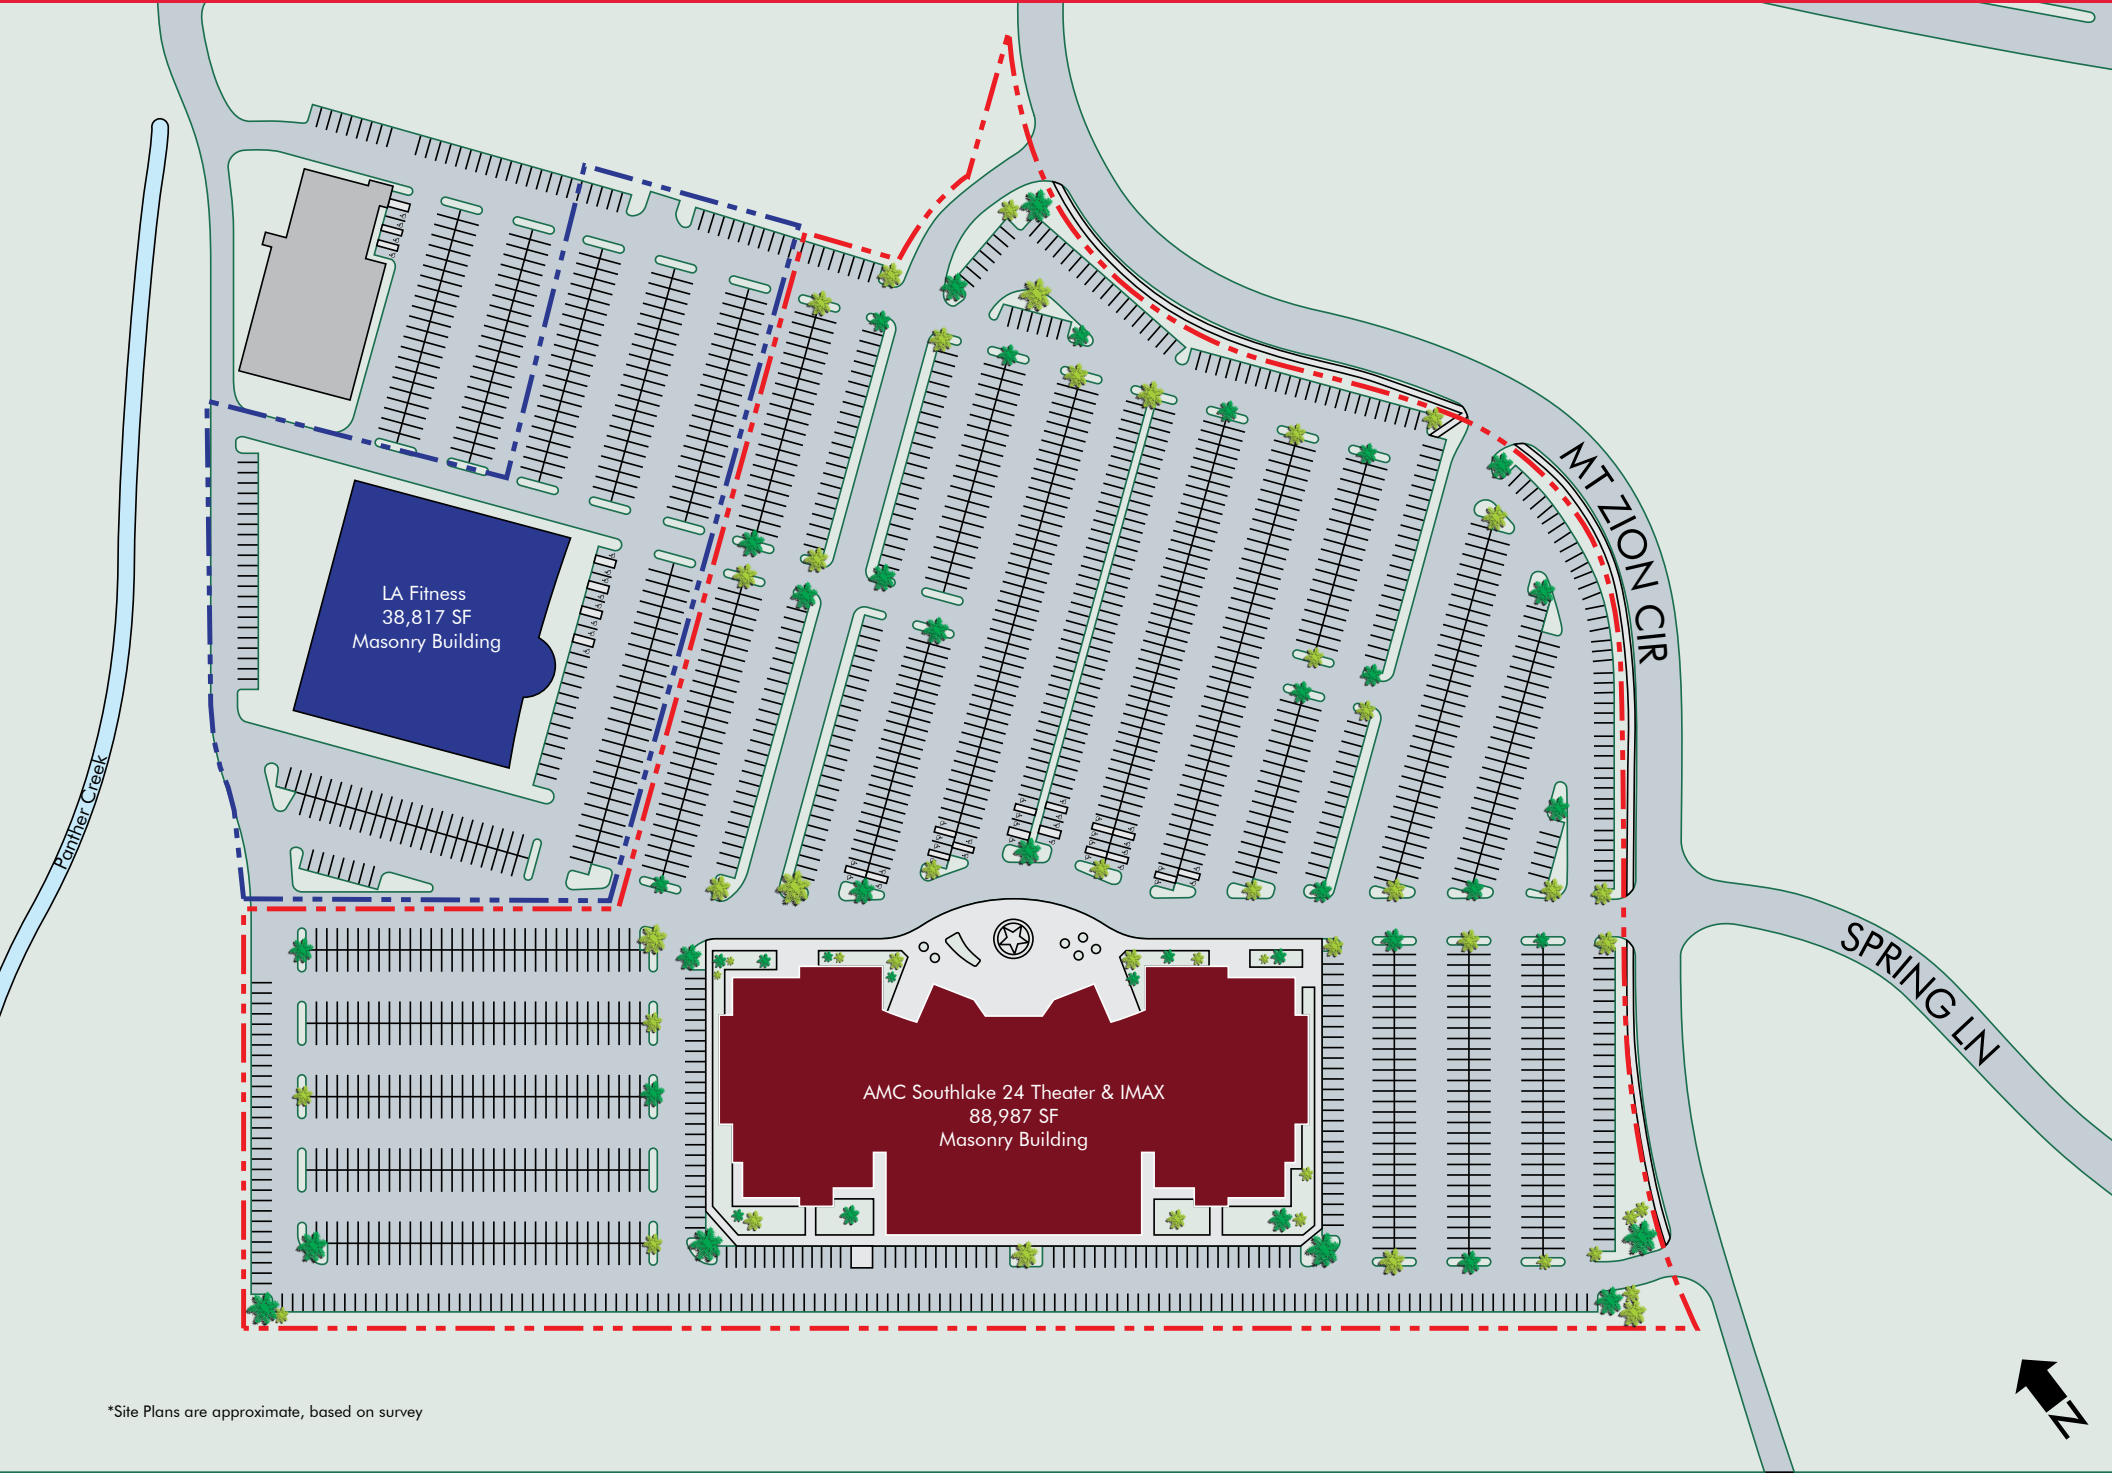 MT ZION CIR
LA Fitness
38,817 SF
Masonry Building
Panther Creek
SPRING LN
AMC Southlake 24 Theater & IMAX
88,987 SF
Masonry Building
*Site Plans are approximate, based on survey
N